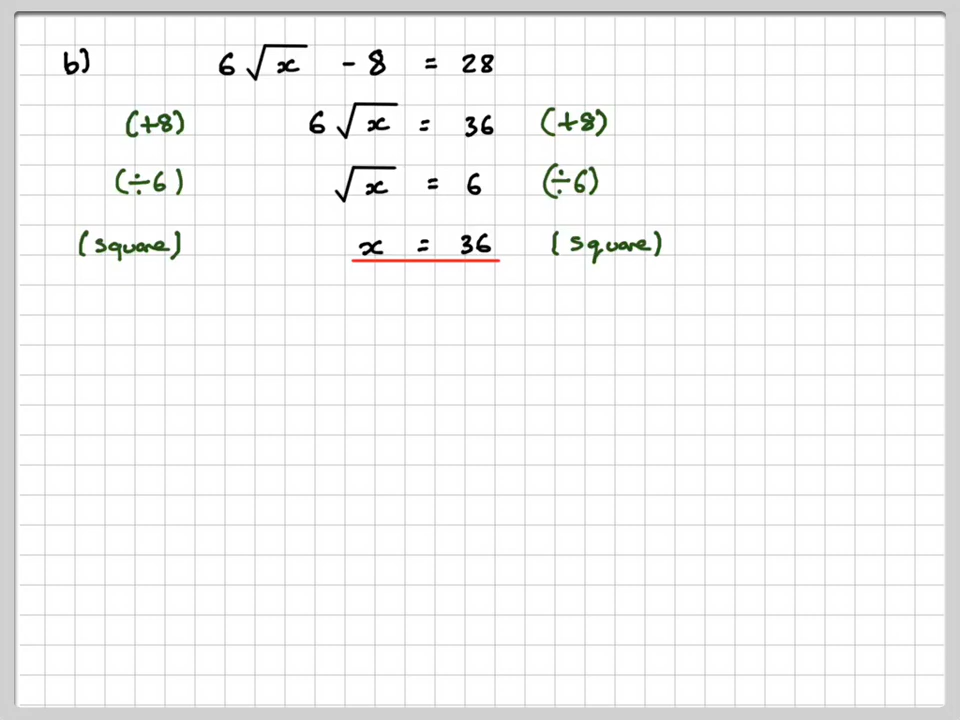 b) 6√x - 8 = 28
(+8) 6√x = 36 (+8)
(÷6) √x = 6 (÷6)
(square) x = 36 (square)